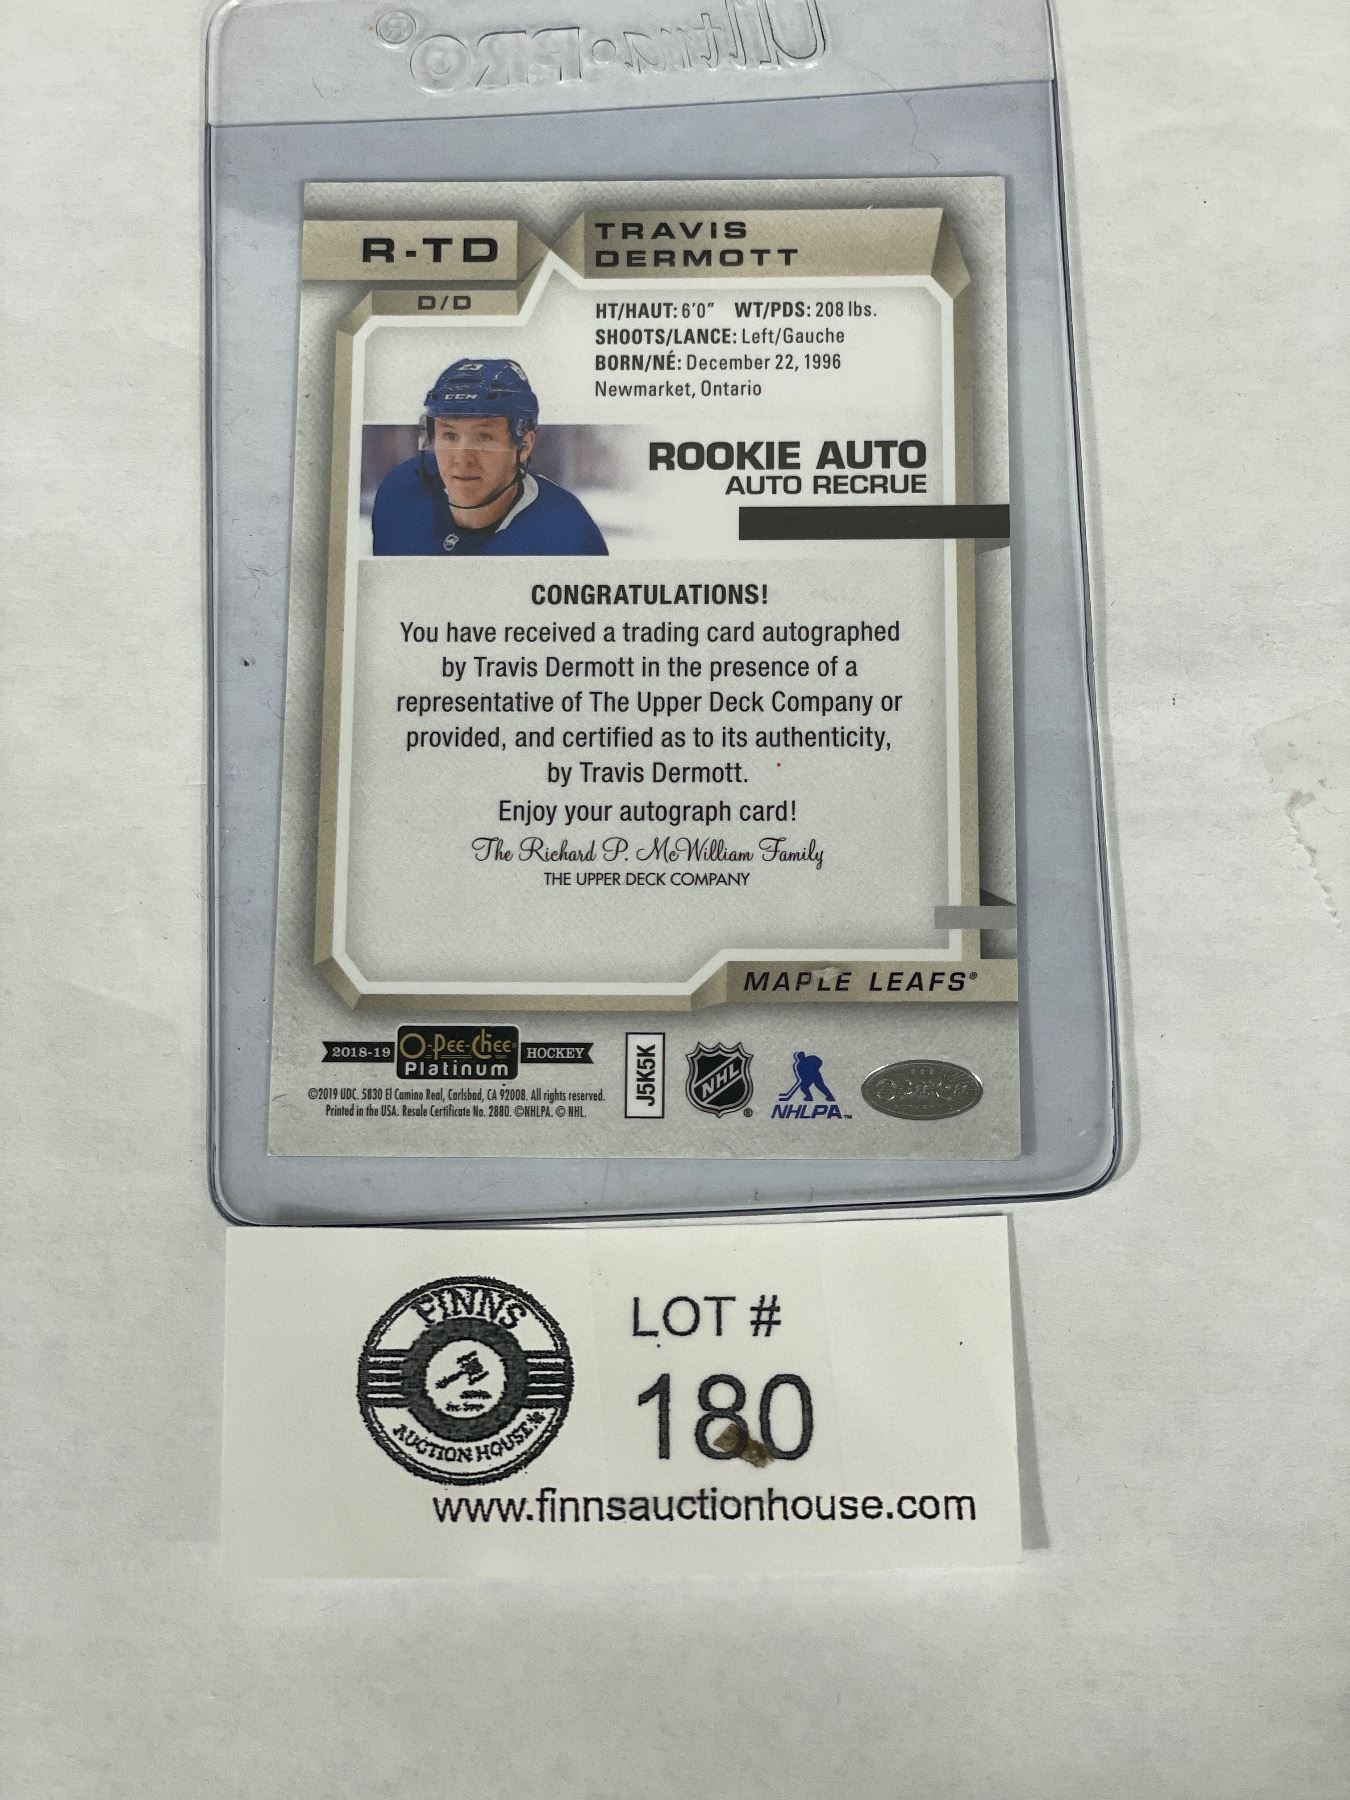 Ultra•PRO®
R-TD
TRAVIS
DERMOTT
D/D
HT/HAUT: 6'0" WT/PDS: 208 lbs.
SHOOTS/LANCE: Left/Gauche
BORN/NÉ: December 22, 1996
Newmarket, Ontario
23
CCM
ROOKIE AUTO
AUTO RECRUE
CONGRATULATIONS!
You have received a trading card autographed
by Travis Dermott in the presence of a
representative of The Upper Deck Company or
provided, and certified as to its authenticity,
by Travis Dermott.
Enjoy your autograph card!
The Richard P. McWilliam Family
THE UPPER DECK COMPANY
MAPLE LEAFS®
2018-19 O-Pee-Chee Platinum HOCKEY
©2019 UDC. 5830 El Camino Real, Carlsbad, CA 92008. All rights reserved.
Printed in the USA. Resale Certificate No. 2880. ©NHLPA. © NHL.
J5K5K
NHL®
NHLPA™
FINNS
AUCTION HOUSE
LOT #
180
www.finnsauctionhouse.com